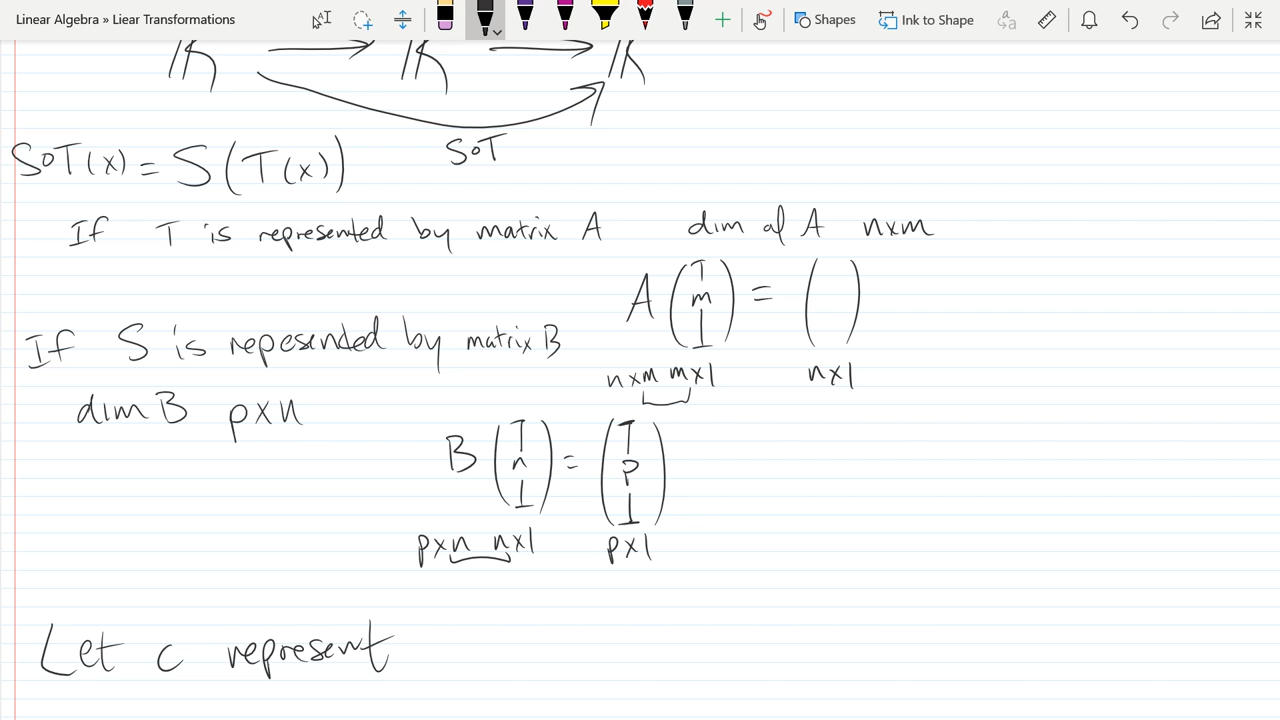 Linear Algebra » Liear Transformations
Shapes
Ink to Shape
ℝ ℝ ℝ
S∘T
S∘T(x) = S(T(x))
If T is represented by matrix A dim of A n×m
A ( m ) = ( )
n×m m×1 n×1
If S is repesended by matrix B
dim B p×n
B ( n ) = ( p )
p×n n×1 p×1
Let c represent